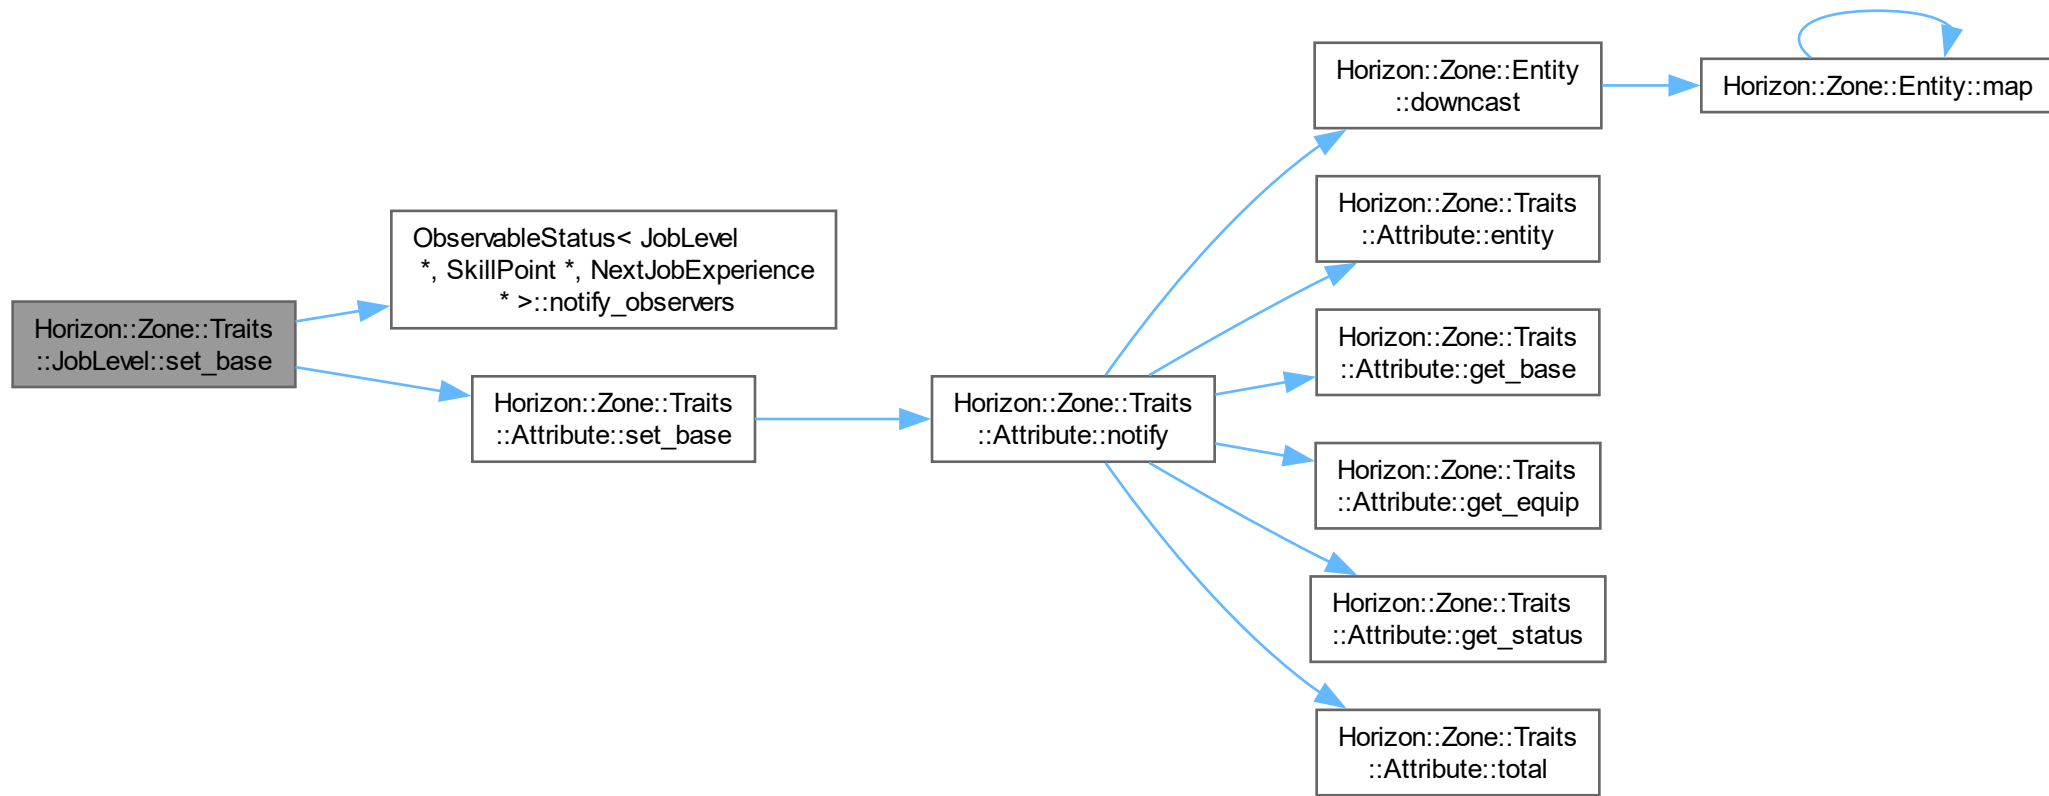 Horizon::Zone::Traits
::JobLevel::set_base
ObservableStatus< JobLevel
*, SkillPoint *, NextJobExperience
* >::notify_observers
Horizon::Zone::Traits
::Attribute::set_base
Horizon::Zone::Traits
::Attribute::notify
Horizon::Zone::Entity
::downcast
Horizon::Zone::Entity::map
Horizon::Zone::Traits
::Attribute::entity
Horizon::Zone::Traits
::Attribute::get_base
Horizon::Zone::Traits
::Attribute::get_equip
Horizon::Zone::Traits
::Attribute::get_status
Horizon::Zone::Traits
::Attribute::total